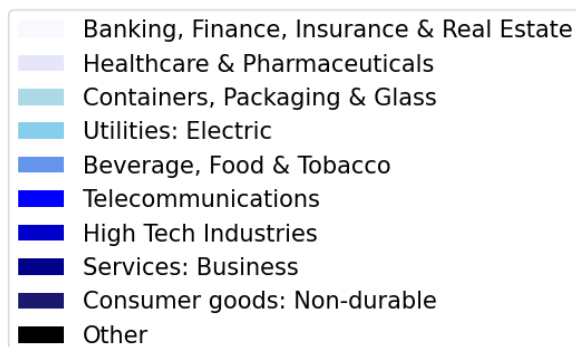 Banking, Finance, Insurance & Real Estate
Healthcare & Pharmaceuticals
Containers, Packaging & Glass
Utilities: Electric
Beverage, Food & Tobacco
Telecommunications
High Tech Industries
Services: Business
Consumer goods: Non-durable
Other